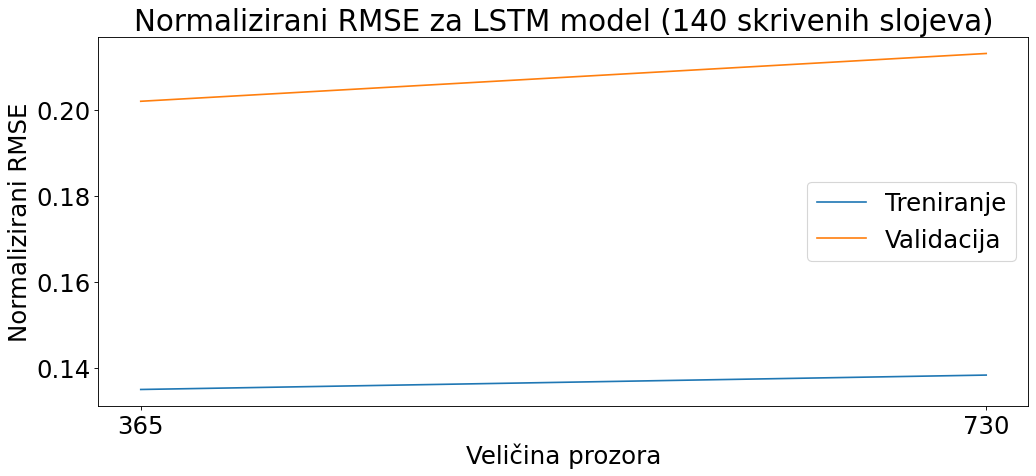 Normalizirani RMSE za LSTM model (140 skrivenih slojeva)
Normalizirani RMSE
0.20
0.18
0.16
0.14
Treniranje
Validacija
365
730
Veličina prozora